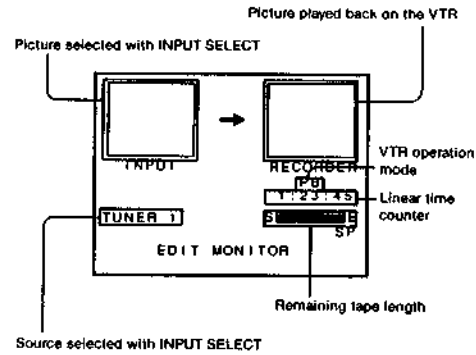 Picture played back on the VTR
Picture selected with INPUT SELECT
INPUT
RECORDER
PB
1:23:45
VTR operation
mode
Linear time
counter
TUNER 1
S E
SP
EDIT MONITOR
Remaining tape length
Source selected with INPUT SELECT